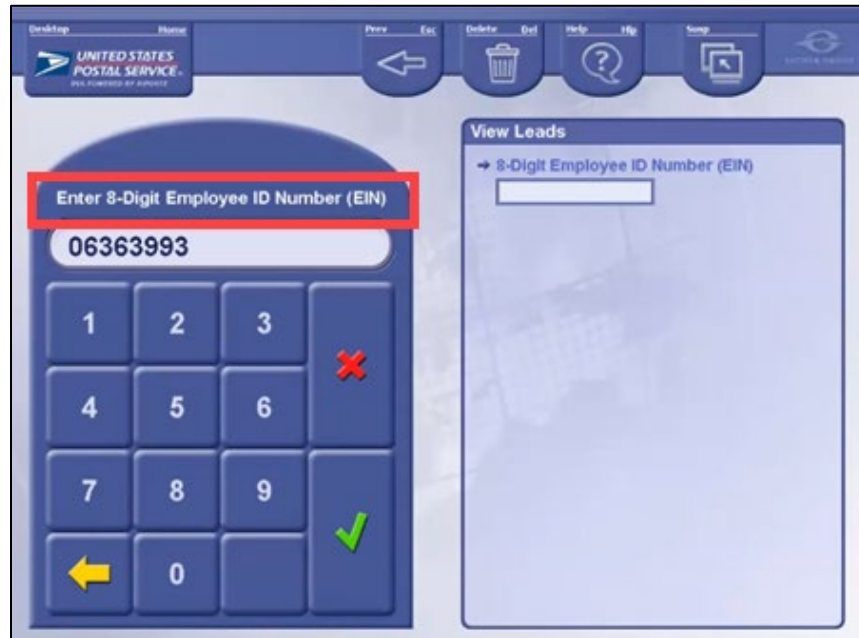 Desktop Home
Prev Esc
Delete Del
Help Hlp
Susp
UNITED STATES
POSTAL SERVICE
View Leads
8-Digit Employee ID Number (EIN)
Enter 8-Digit Employee ID Number (EIN)
06363993
1 2 3
4 5 6
7 8 9
0